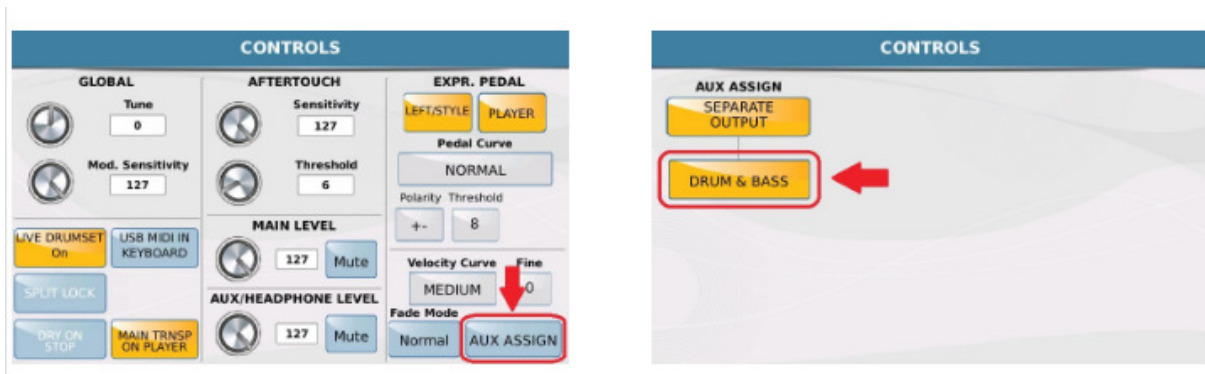 CONTROLS
GLOBAL
Tune
0
Mod. Sensitivity
127
LIVE DRUMSET
On
USB MIDI IN
KEYBOARD
SPLIT LOCK
DRY ON
STOP
MAIN TRNSP
ON PLAYER
AFTERTOUCH
Sensitivity
127
Threshold
6
MAIN LEVEL
127 Mute
AUX/HEADPHONE LEVEL
127 Mute
EXPR. PEDAL
LEFT/STYLE PLAYER
Pedal Curve
NORMAL
Polarity Threshold
+- 8
Velocity Curve Fine
MEDIUM 0
Fade Mode
Normal AUX ASSIGN
CONTROLS
AUX ASSIGN
SEPARATE
OUTPUT
DRUM & BASS